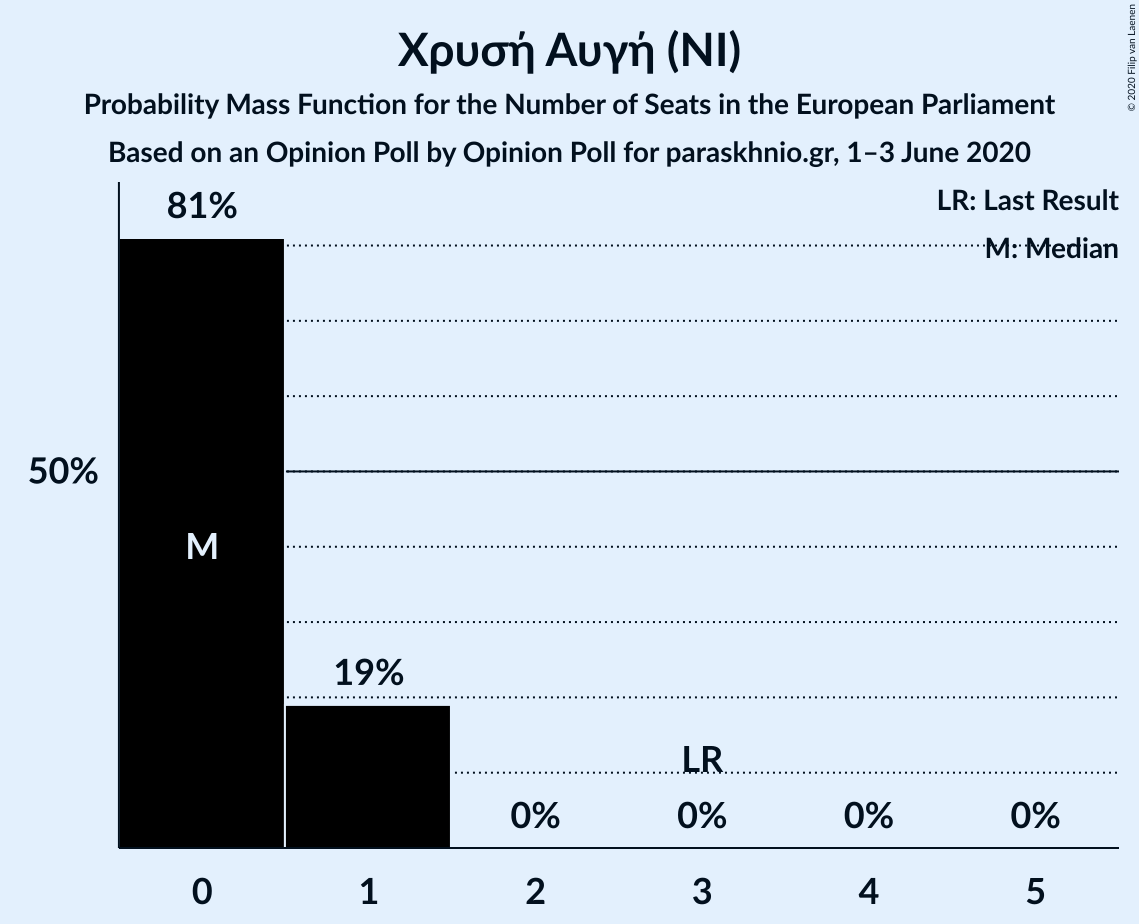 Χρυσή Αυγή (NI)
Probability Mass Function for the Number of Seats in the European Parliament
Based on an Opinion Poll by Opinion Poll for paraskhnio.gr, 1–3 June 2020
© 2020 Filip van Laenen
LR: Last Result
M: Median
81%
50%
M
19%
LR
0%
0%
0%
0%
0
1
2
3
4
5